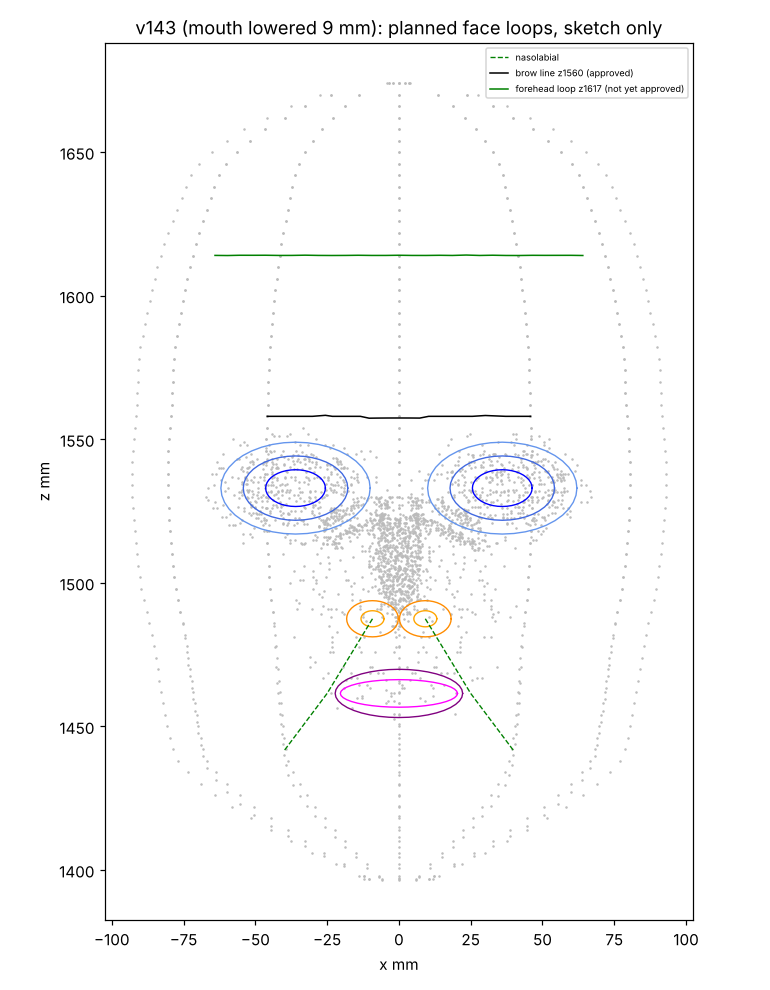 v143 (mouth lowered 9 mm): planned face loops, sketch only
nasolabial
brow line z1560 (approved)
forehead loop z1617 (not yet approved)
1650
1600
1550
1500
1450
1400
z mm
−100
−75
−50
−25
0
25
50
75
100
x mm